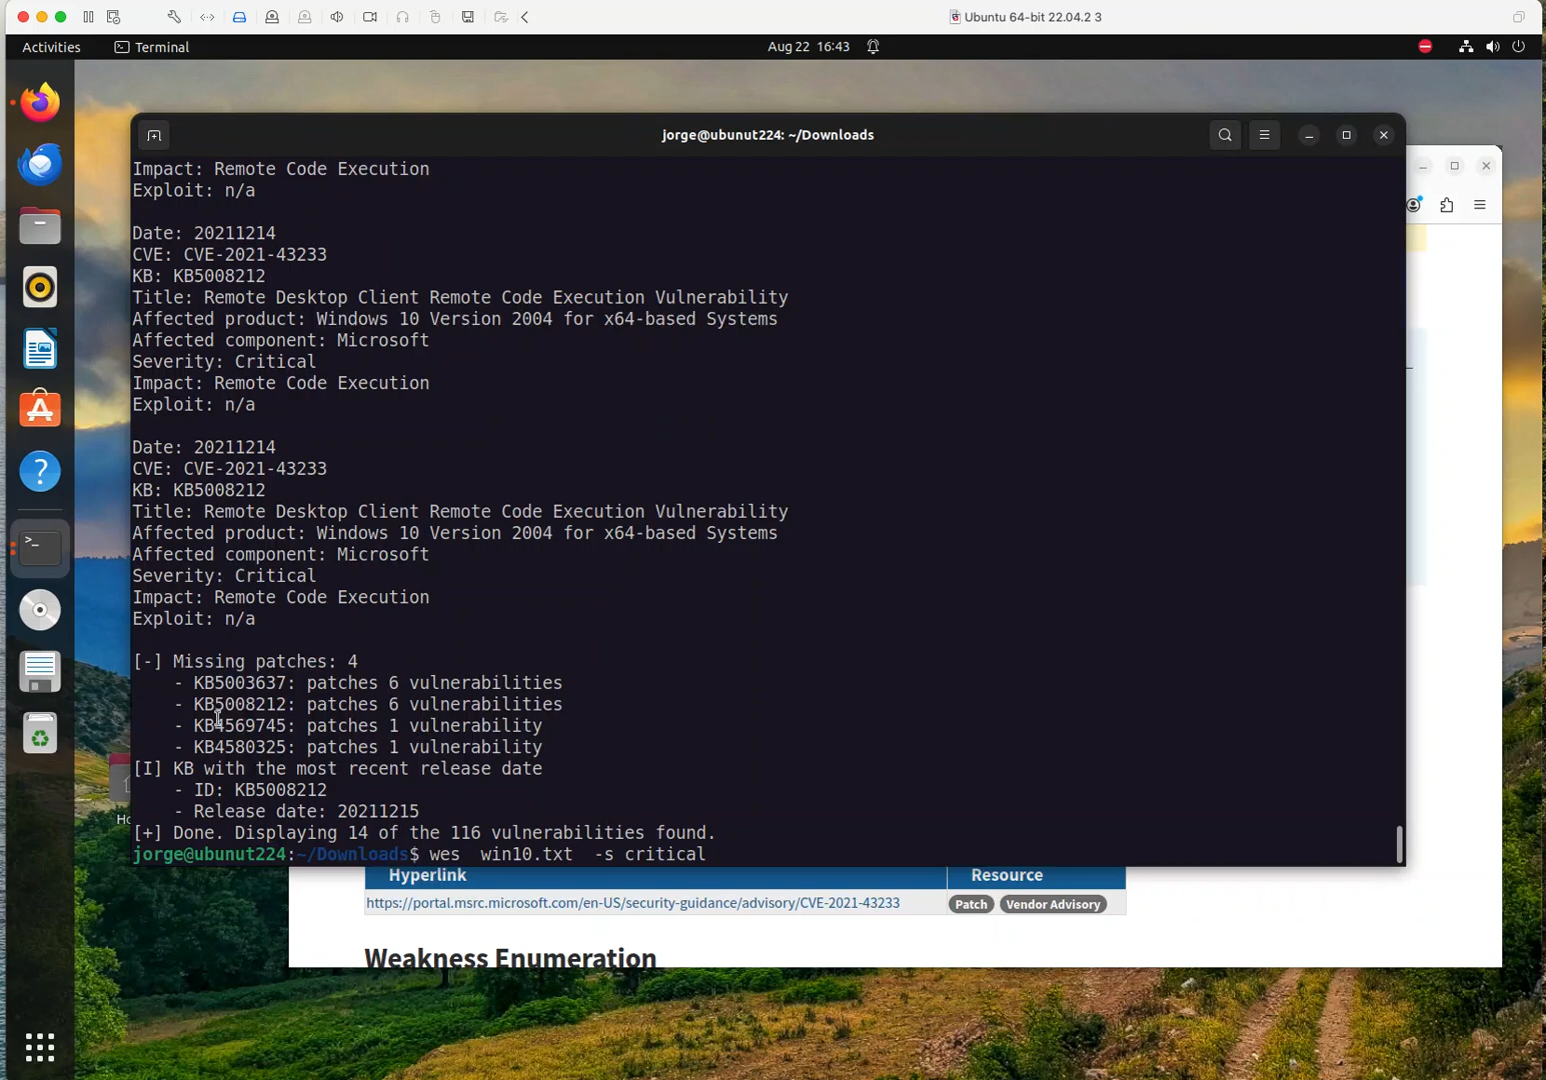 Ubuntu 64-bit 22.04.2 3
Activities
Terminal
Aug 22 16:43
jorge@ubunut224: ~/Downloads
Impact: Remote Code Execution
Exploit: n/a
Date: 20211214
CVE: CVE-2021-43233
KB: KB5008212
Title: Remote Desktop Client Remote Code Execution Vulnerability
Affected product: Windows 10 Version 2004 for x64-based Systems
Affected component: Microsoft
Severity: Critical
Impact: Remote Code Execution
Exploit: n/a
Date: 20211214
CVE: CVE-2021-43233
KB: KB5008212
Title: Remote Desktop Client Remote Code Execution Vulnerability
Affected product: Windows 10 Version 2004 for x64-based Systems
Affected component: Microsoft
Severity: Critical
Impact: Remote Code Execution
Exploit: n/a
[-] Missing patches: 4
- KB5003637: patches 6 vulnerabilities
- KB5008212: patches 6 vulnerabilities
- KB4569745: patches 1 vulnerability
- KB4580325: patches 1 vulnerability
[I] KB with the most recent release date
- ID: KB5008212
- Release date: 20211215
[+] Done. Displaying 14 of the 116 vulnerabilities found.
jorge@ubunut224:~/Downloads$ wes  win10.txt  -s critical
Ho
Hyperlink Resource
https://portal.msrc.microsoft.com/en-US/security-guidance/advisory/CVE-2021-43233 Patch Vendor Advisory
Weakness Enumeration